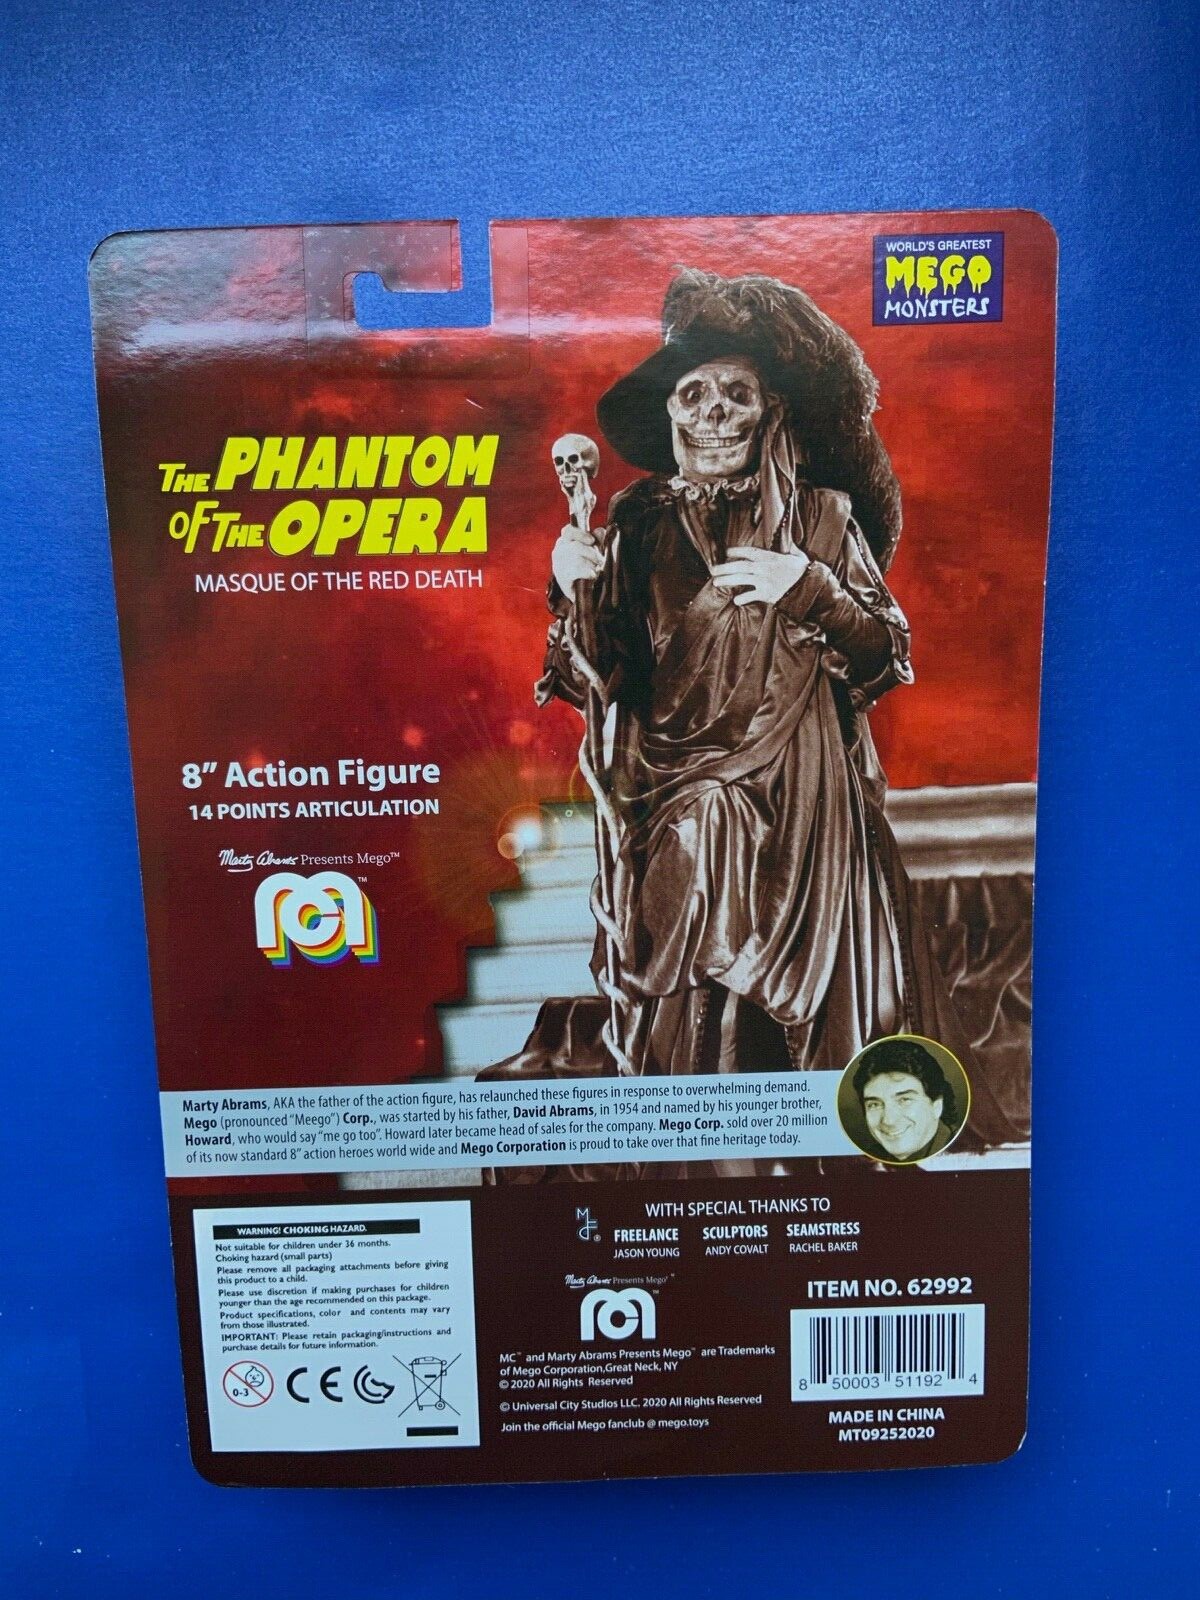 WORLD'S GREATEST
MEGO
MONSTERS
THE PHANTOM
OF THE OPERA
MASQUE OF THE RED DEATH
8" Action Figure
14 POINTS ARTICULATION
Marty Abrams Presents Mego™
TM
Marty Abrams, AKA the father of the action figure, has relaunched these figures in response to overwhelming demand.
Mego (pronounced "Meego") Corp., was started by his father, David Abrams, in 1954 and named by his younger brother,
Howard, who would say "me go too". Howard later became head of sales for the company. Mego Corp. sold over 20 million
of its now standard 8" action heroes world wide and Mego Corporation is proud to take over that fine heritage today.
WARNING! CHOKING HAZARD.
Not suitable for children under 36 months.
Choking hazard (small parts)
Please remove all packaging attachments before giving
this product to a child.
Please use discretion if making purchases for children
younger than the age recommended on this package.
Product specifications, color and contents may vary
from those illustrated.
IMPORTANT: Please retain packaging/instructions and
purchase details for future information.
0-3
CE
WITH SPECIAL THANKS TO
FREELANCE SCULPTORS SEAMSTRESS
JASON YOUNG ANDY COVALT RACHEL BAKER
Marty Abrams Presents Mego™
MC™ and Marty Abrams Presents Mego™ are Trademarks
of Mego Corporation,Great Neck, NY
© 2020 All Rights Reserved
© Universal City Studios LLC. 2020 All Rights Reserved
Join the official Mego fanclub @ mego.toys
ITEM NO. 62992
8 50003 51192 4
MADE IN CHINA
MT09252020